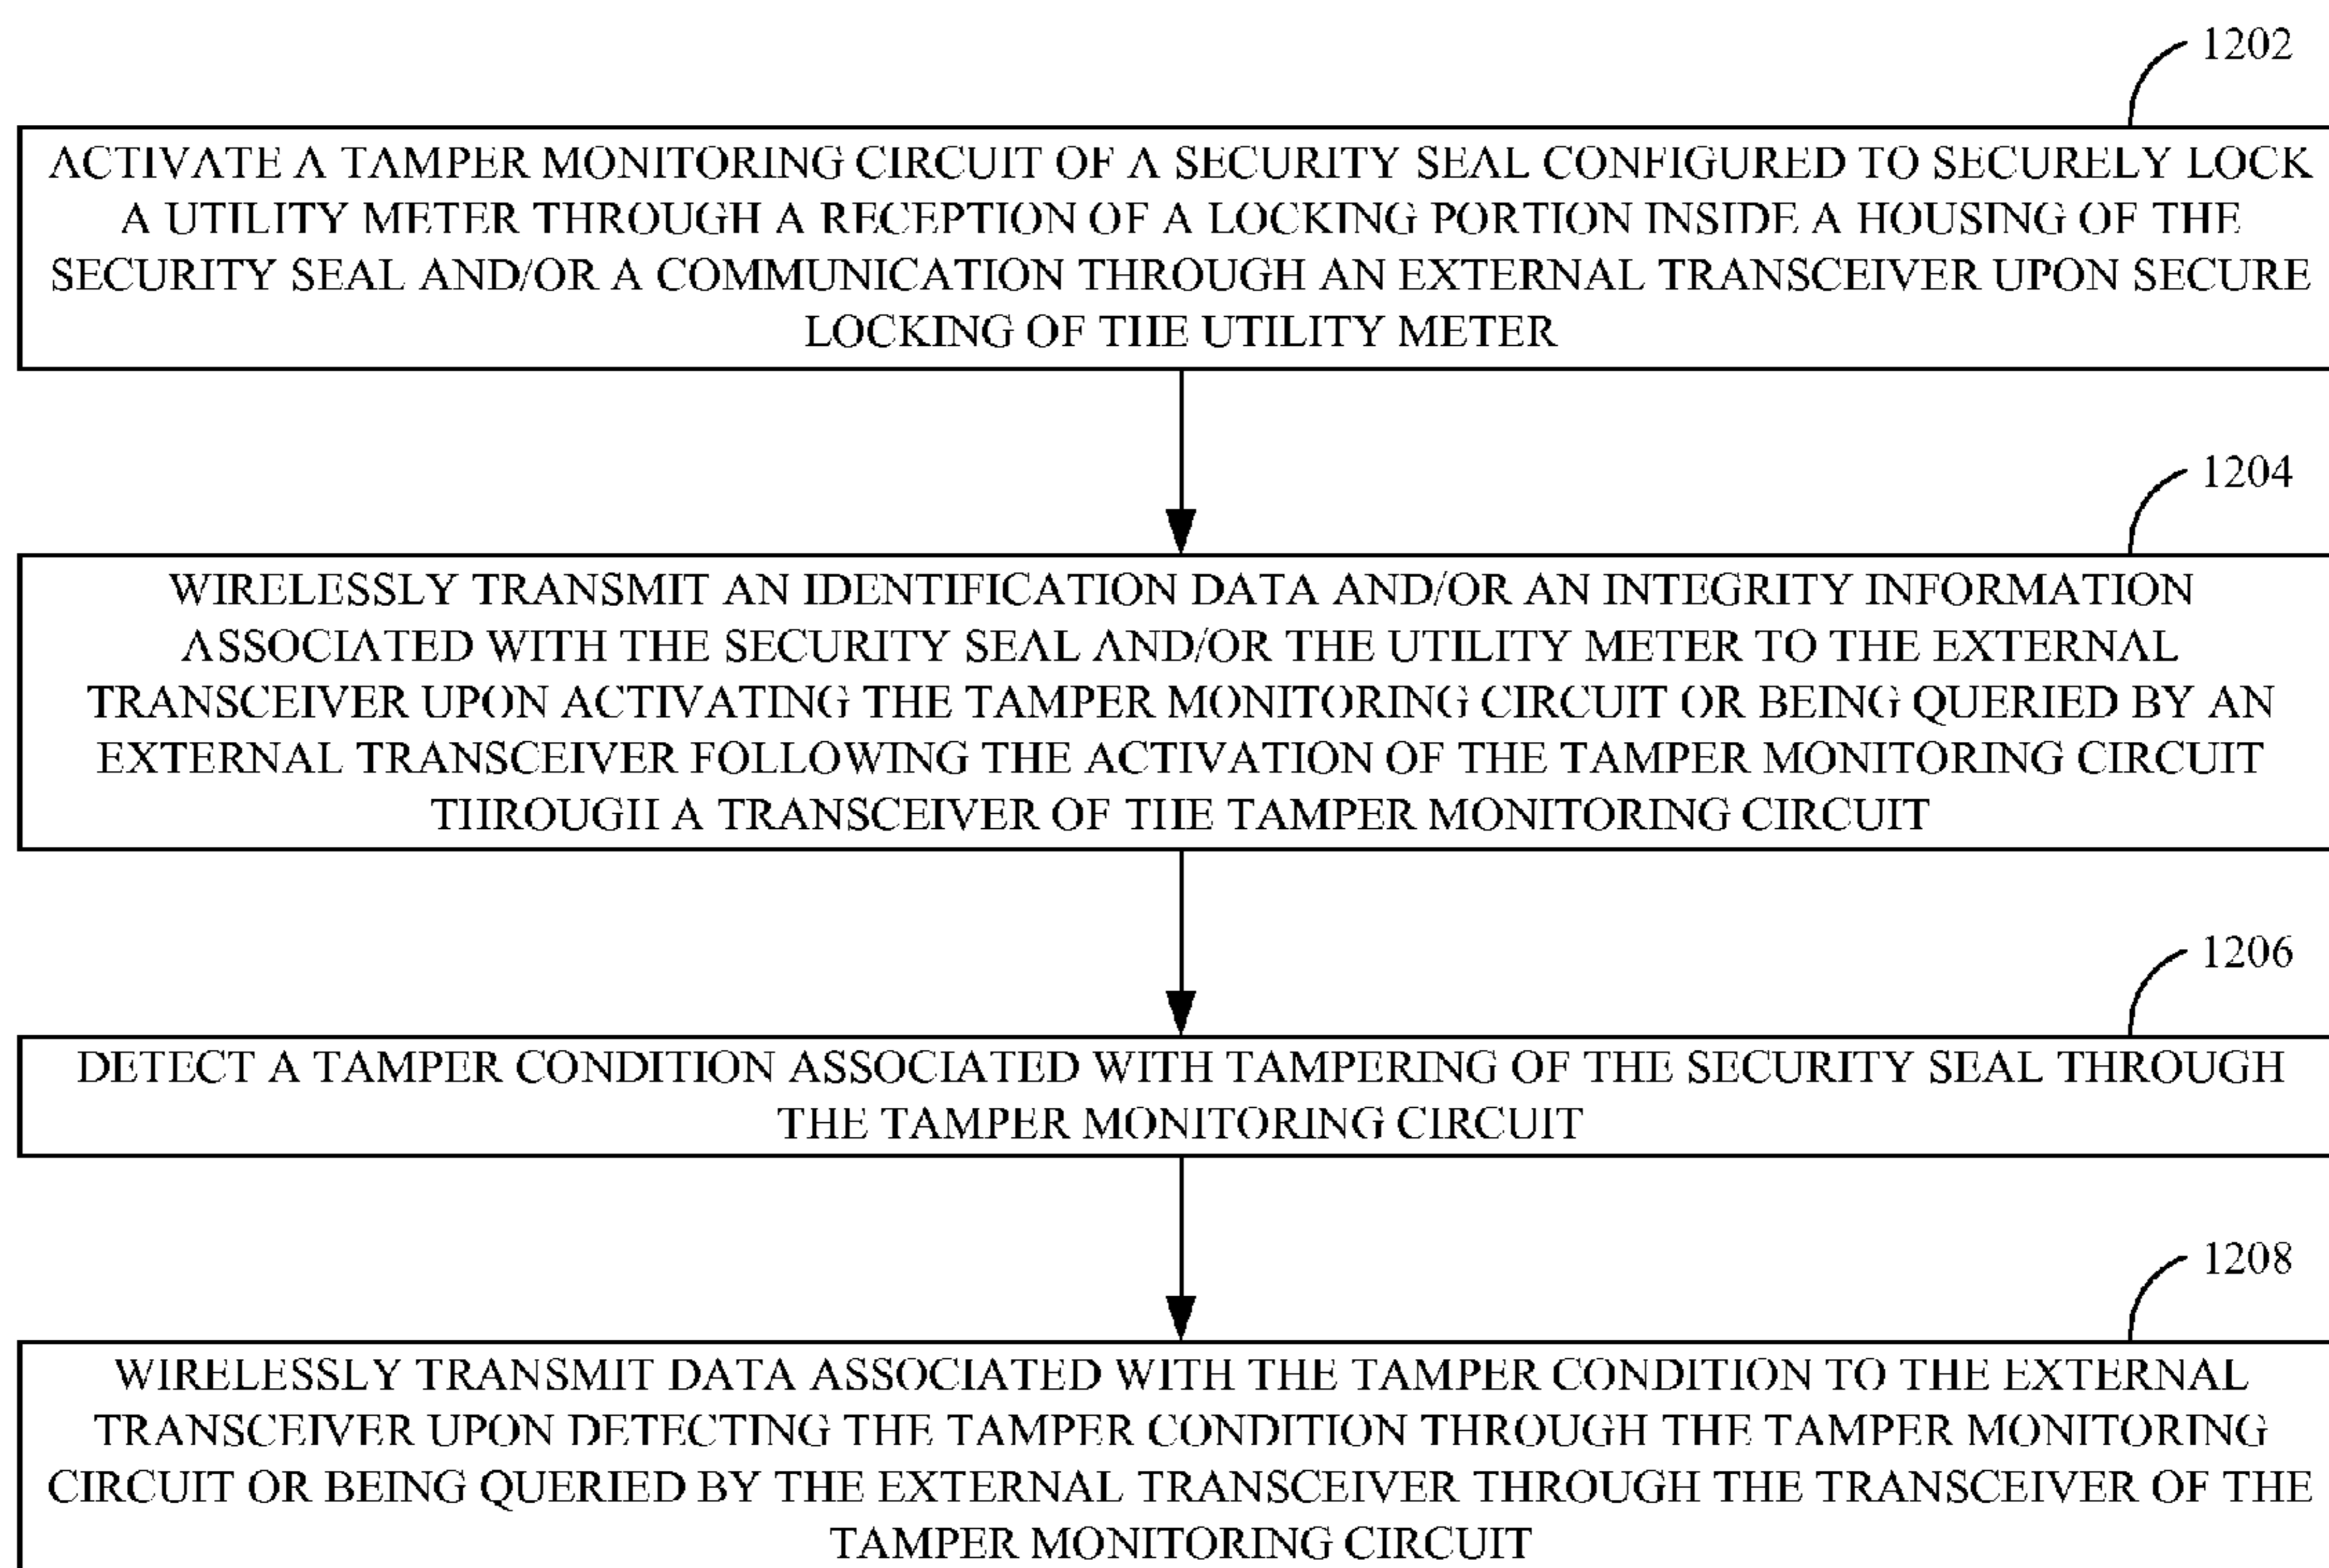 1202
ACTIVATE A TAMPER MONITORING CIRCUIT OF A SECURITY SEAL CONFIGURED TO SECURELY LOCK
A UTILITY METER THROUGH A RECEPTION OF A LOCKING PORTION INSIDE A HOUSING OF THE
SECURITY SEAL AND/OR A COMMUNICATION THROUGH AN EXTERNAL TRANSCEIVER UPON SECURE
LOCKING OF THE UTILITY METER
1204
WIRELESSLY TRANSMIT AN IDENTIFICATION DATA AND/OR AN INTEGRITY INFORMATION
ASSOCIATED WITH THE SECURITY SEAL AND/OR THE UTILITY METER TO THE EXTERNAL
TRANSCEIVER UPON ACTIVATING THE TAMPER MONITORING CIRCUIT OR BEING QUERIED BY AN
EXTERNAL TRANSCEIVER FOLLOWING THE ACTIVATION OF THE TAMPER MONITORING CIRCUIT
THROUGH A TRANSCEIVER OF THE TAMPER MONITORING CIRCUIT
1206
DETECT A TAMPER CONDITION ASSOCIATED WITH TAMPERING OF THE SECURITY SEAL THROUGH
THE TAMPER MONITORING CIRCUIT
1208
WIRELESSLY TRANSMIT DATA ASSOCIATED WITH THE TAMPER CONDITION TO THE EXTERNAL
TRANSCEIVER UPON DETECTING THE TAMPER CONDITION THROUGH THE TAMPER MONITORING
CIRCUIT OR BEING QUERIED BY THE EXTERNAL TRANSCEIVER THROUGH THE TRANSCEIVER OF THE
TAMPER MONITORING CIRCUIT